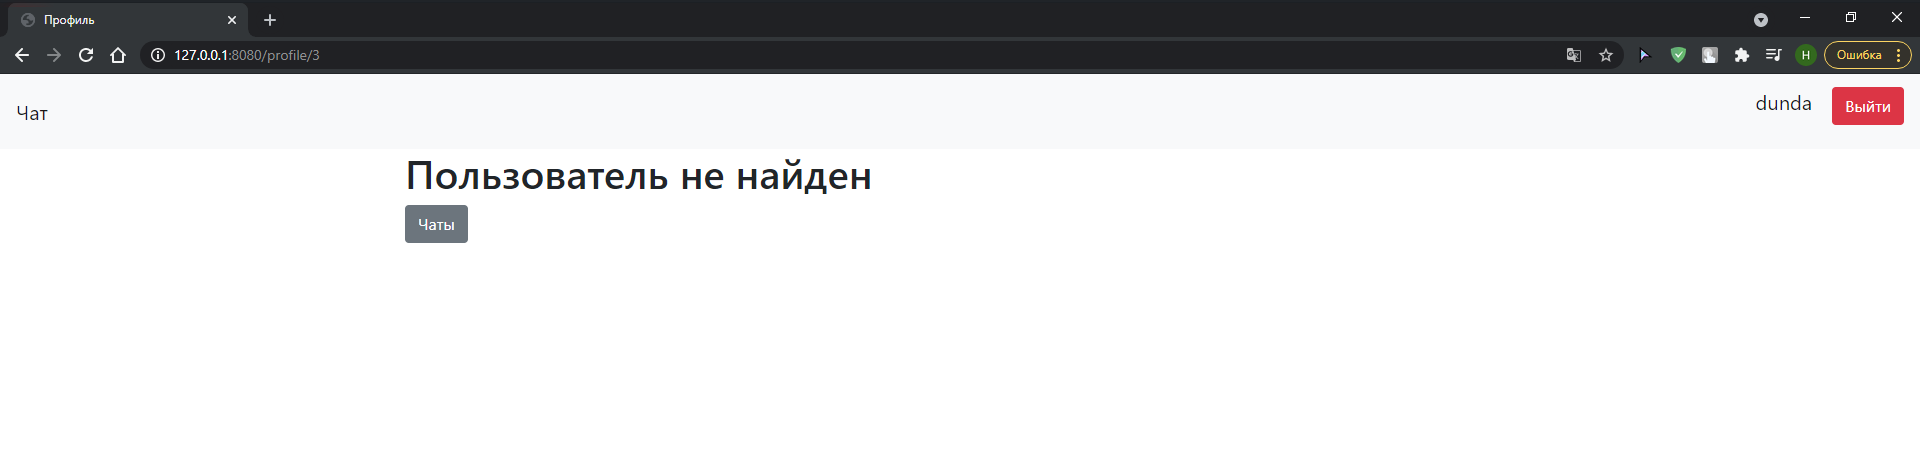 Профиль
127.0.0.1:8080/profile/3
H
Ошибка
Чат
dunda
Выйти
Пользователь не найден
Чаты